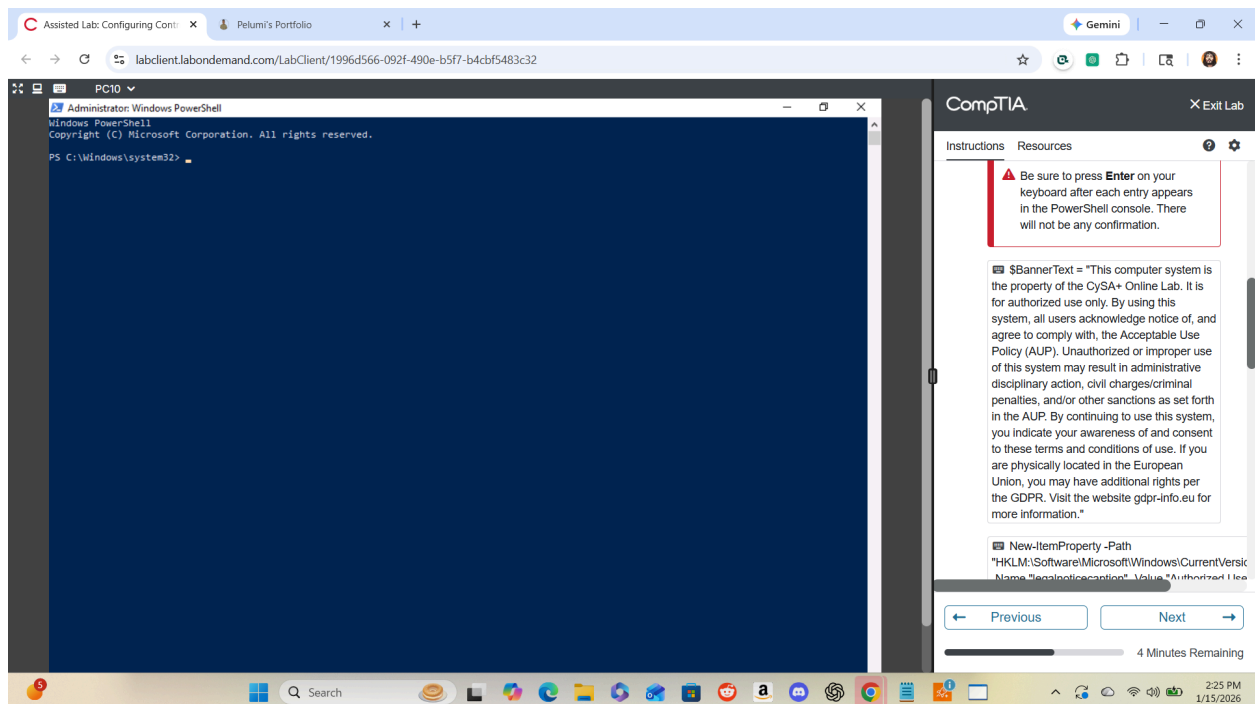 Assisted Lab: Configuring Contr
Pelumi's Portfolio
Gemini
labclient.labondemand.com/LabClient/1996d566-092f-490e-b5f7-b4cbf5483c32
PC10
Administrator: Windows PowerShell
Windows PowerShell
Copyright (C) Microsoft Corporation. All rights reserved.
PS C:\Windows\system32>
CompTIA.
Exit Lab
Instructions Resources
Be sure to press Enter on your
keyboard after each entry appears
in the PowerShell console. There
will not be any confirmation.
$BannerText = "This computer system is
the property of the CySA+ Online Lab. It is
for authorized use only. By using this
system, all users acknowledge notice of, and
agree to comply with, the Acceptable Use
Policy (AUP). Unauthorized or improper use
of this system may result in administrative
disciplinary action, civil charges/criminal
penalties, and/or other sanctions as set forth
in the AUP. By continuing to use this system,
you indicate your awareness of and consent
to these terms and conditions of use. If you
are physically located in the European
Union, you may have additional rights per
the GDPR. Visit the website gdpr-info.eu for
more information."
New-ItemProperty -Path
"HKLM:\Software\Microsoft\Windows\CurrentVersic
Name "legalnoticecaption" Value "Authorized Use
Previous
Next
4 Minutes Remaining
5
Search
2:25 PM
1/15/2026